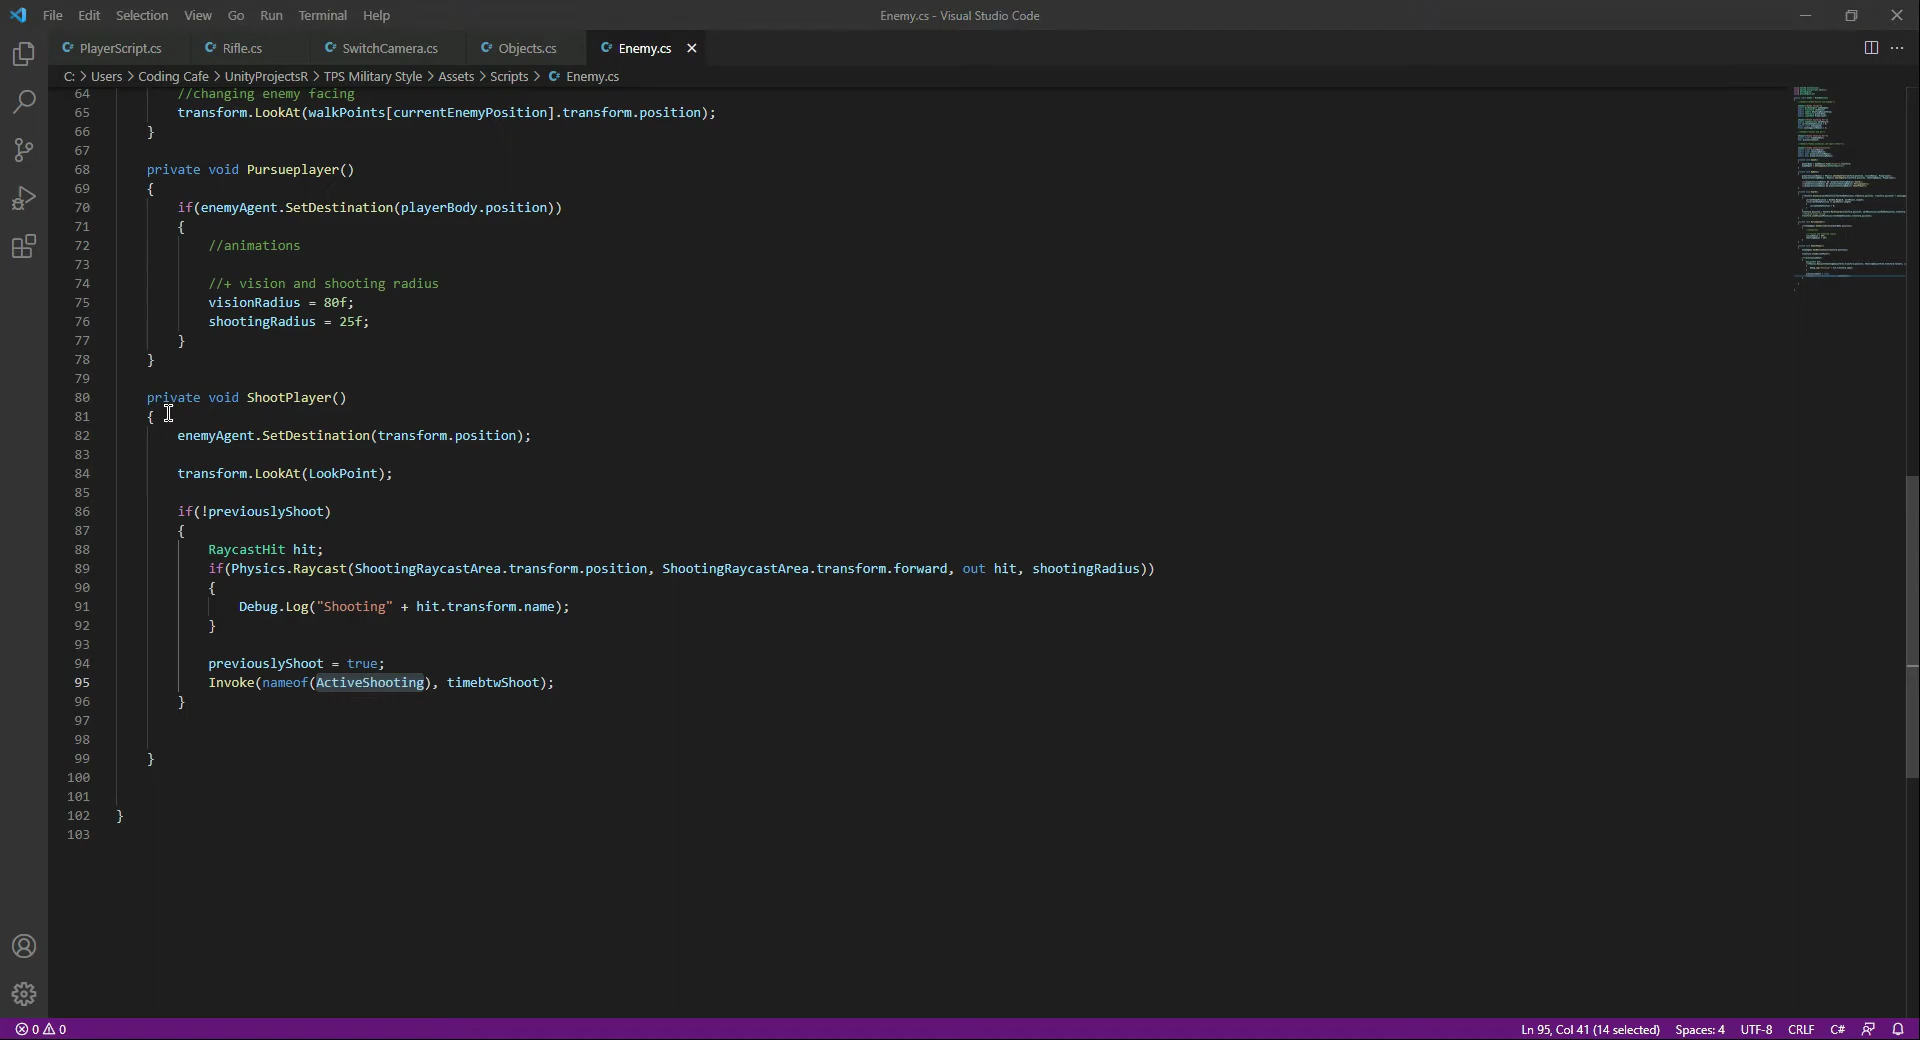 File Edit Selection View Go Run Terminal Help Enemy.cs - Visual Studio Code
PlayerScript.cs Rifle.cs SwitchCamera.cs Objects.cs Enemy.cs
C: > Users > Coding Cafe > UnityProjectsR > TPS Military Style > Assets > Scripts > Enemy.cs
64 //changing enemy facing
65 transform.LookAt(walkPoints[currentEnemyPosition].transform.position);
66 }
67
68 private void Pursueplayer()
69 {
70 if(enemyAgent.SetDestination(playerBody.position))
71 {
72 //animations
73
74 //+ vision and shooting radius
75 visionRadius = 80f;
76 shootingRadius = 25f;
77 }
78 }
79
80 private void ShootPlayer()
81 {
82 enemyAgent.SetDestination(transform.position);
83
84 transform.LookAt(LookPoint);
85
86 if(!previouslyShoot)
87 {
88 RaycastHit hit;
89 if(Physics.Raycast(ShootingRaycastArea.transform.position, ShootingRaycastArea.transform.forward, out hit, shootingRadius))
90 {
91 Debug.Log("Shooting" + hit.transform.name);
92 }
93
94 previouslyShoot = true;
95 Invoke(nameof(ActiveShooting), timebtwShoot);
96 }
97
98
99 }
100
101
102 }
103
0 0 Ln 95, Col 41 (14 selected) Spaces: 4 UTF-8 CRLF C#